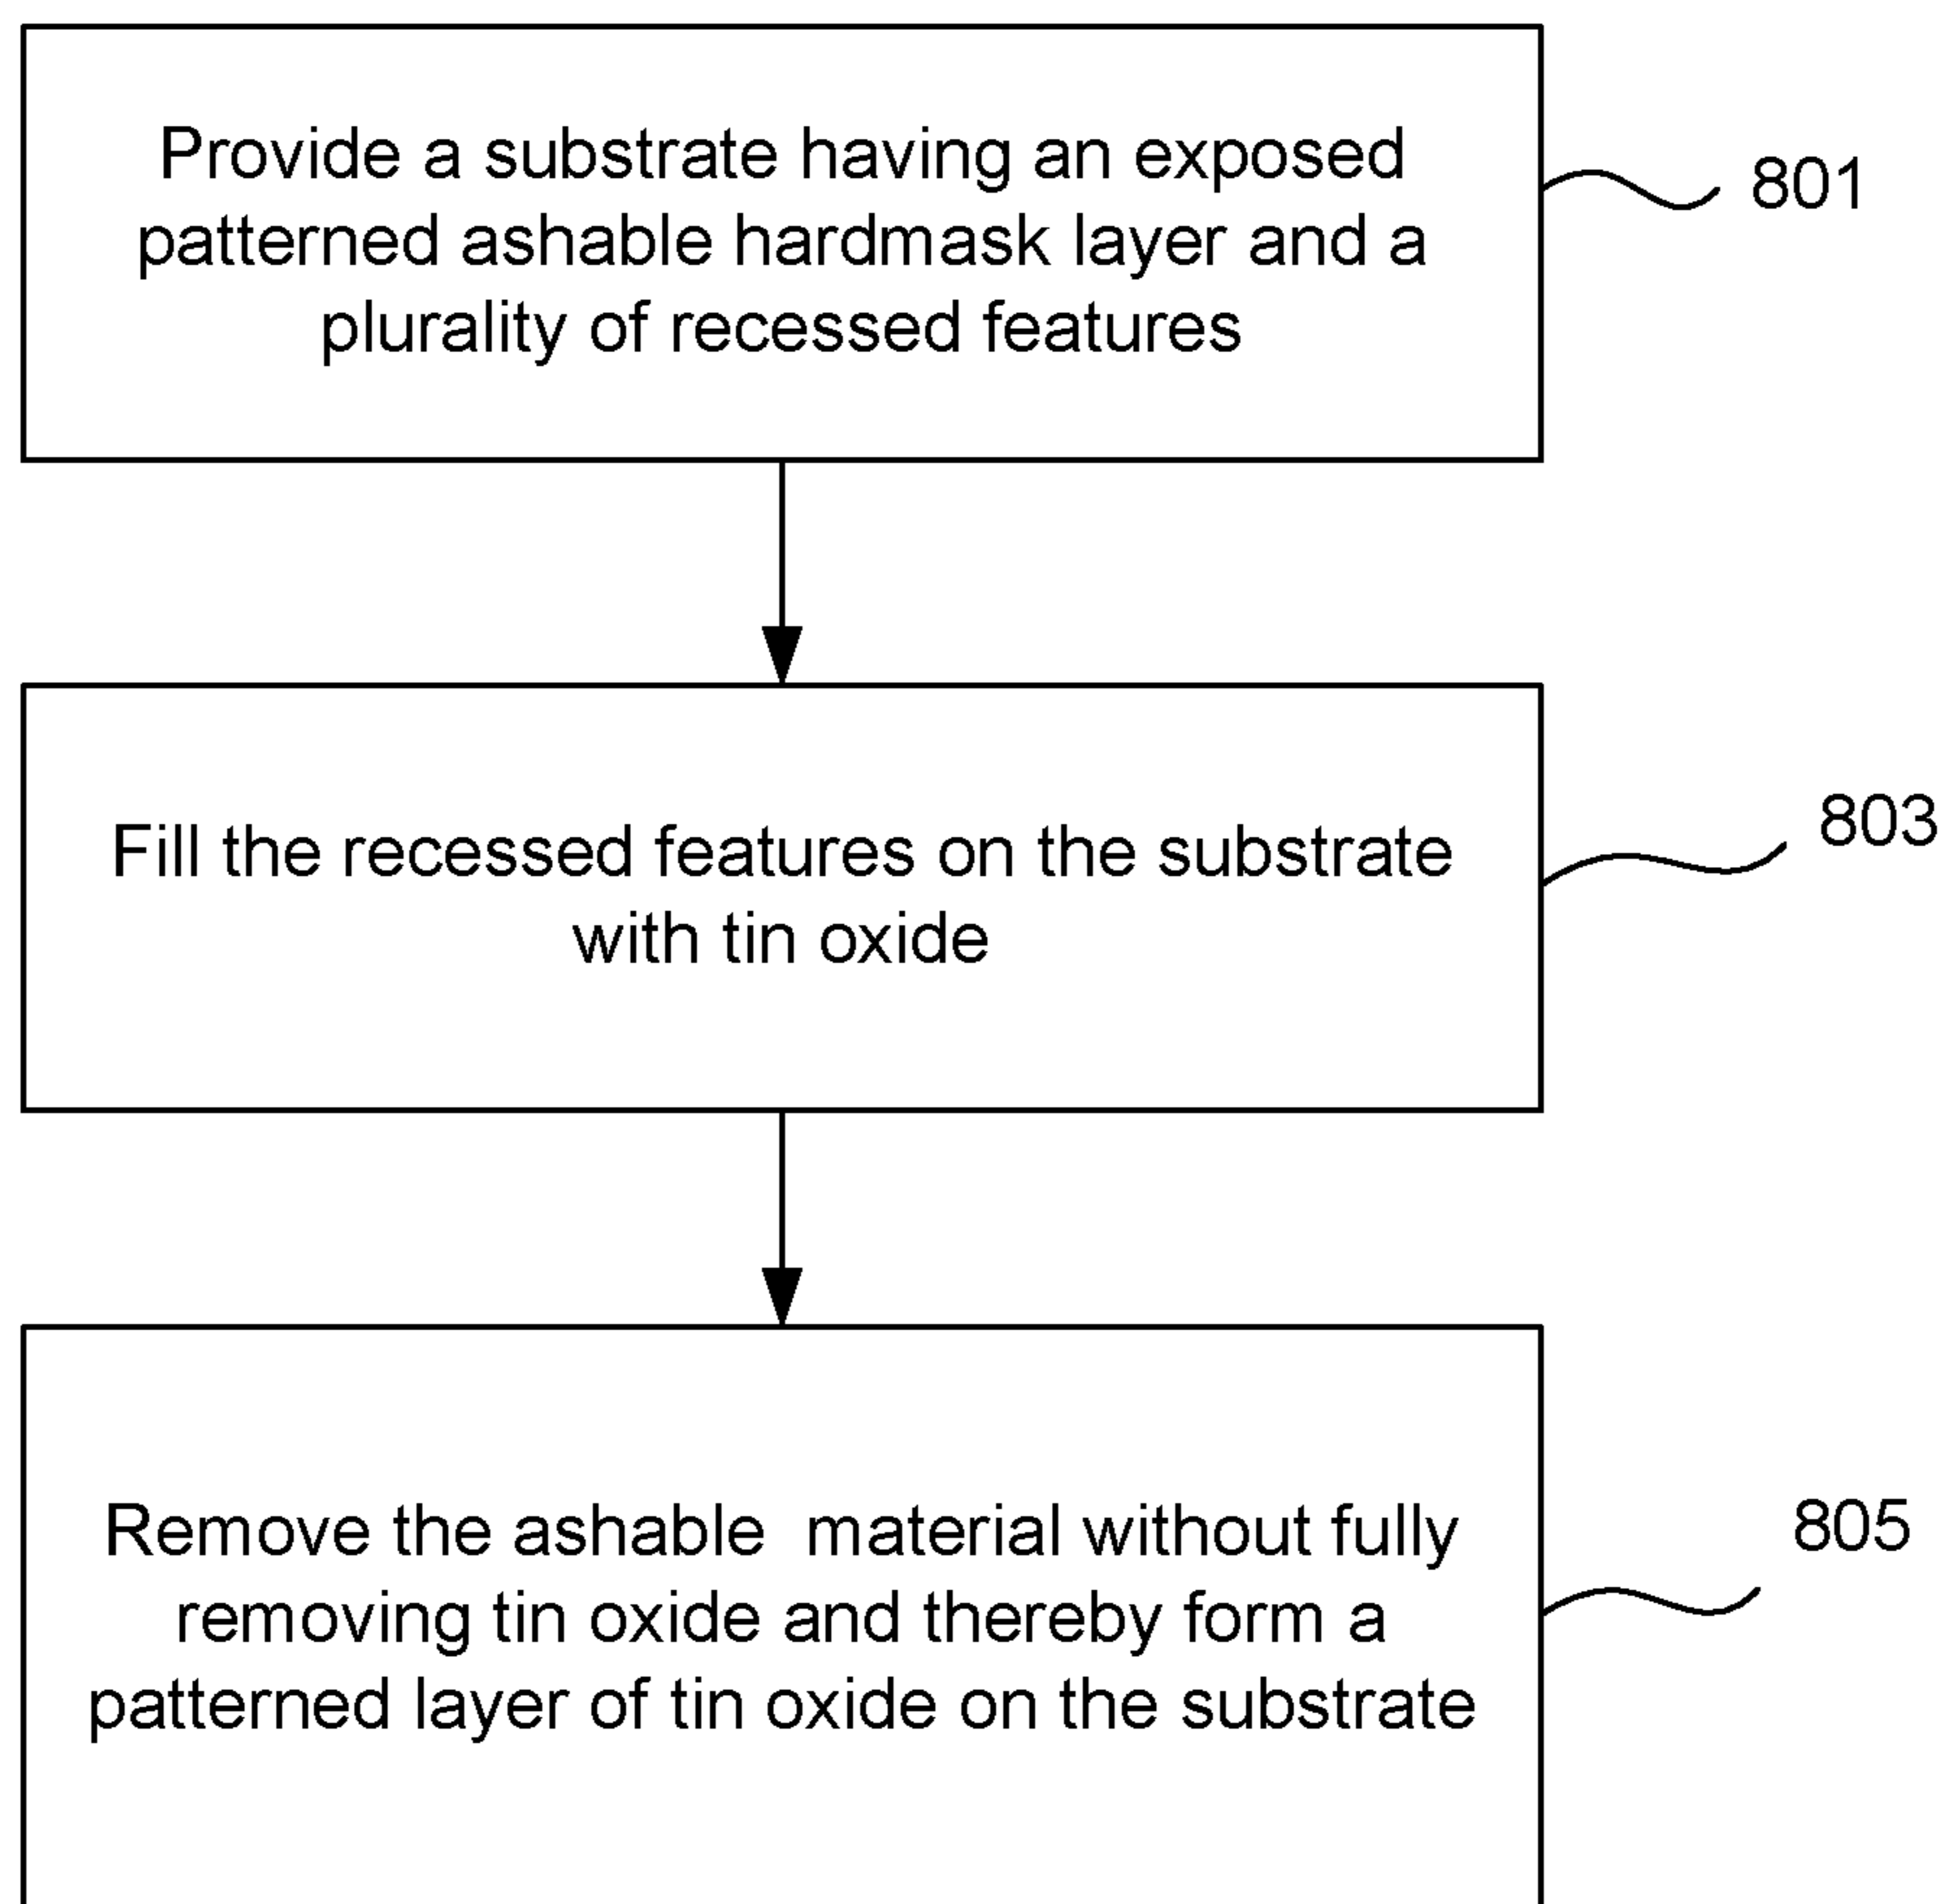 Provide a substrate having an exposed
patterned ashable hardmask layer and a
plurality of recessed features
801
Fill the recessed features on the substrate
with tin oxide
803
Remove the ashable  material without fully
removing tin oxide and thereby form a
patterned layer of tin oxide on the substrate
805